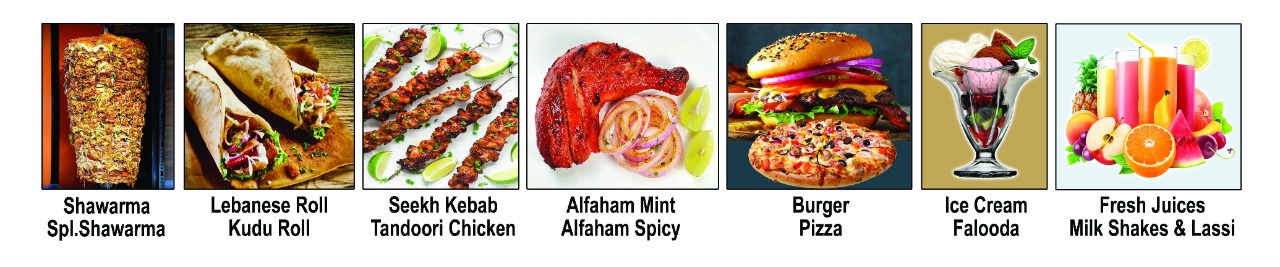 Shawarma
Spl.Shawarma
Lebanese Roll
Kudu Roll
Seekh Kebab
Tandoori Chicken
Alfaham Mint
Alfaham Spicy
Burger
Pizza
Ice Cream
Falooda
Fresh Juices
Milk Shakes & Lassi